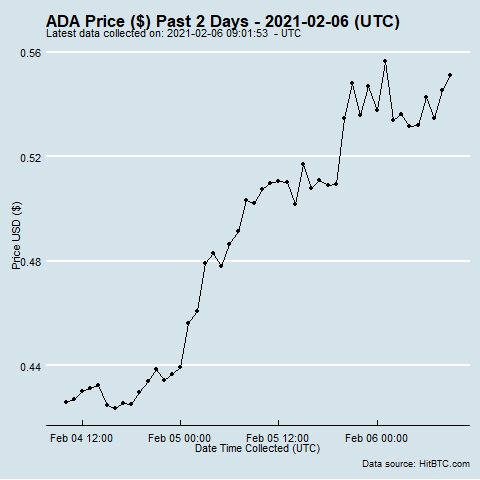 ADA Price ($) Past 2 Days - 2021-02-06 (UTC)
Latest data collected on: 2021-02-06 09:01:53 - UTC
Price USD ($)
0.56
0.52
0.48
0.44
Feb 04 12:00 Feb 05 00:00 Feb 05 12:00 Feb 06 00:00
Date Time Collected (UTC)
Data source: HitBTC.com